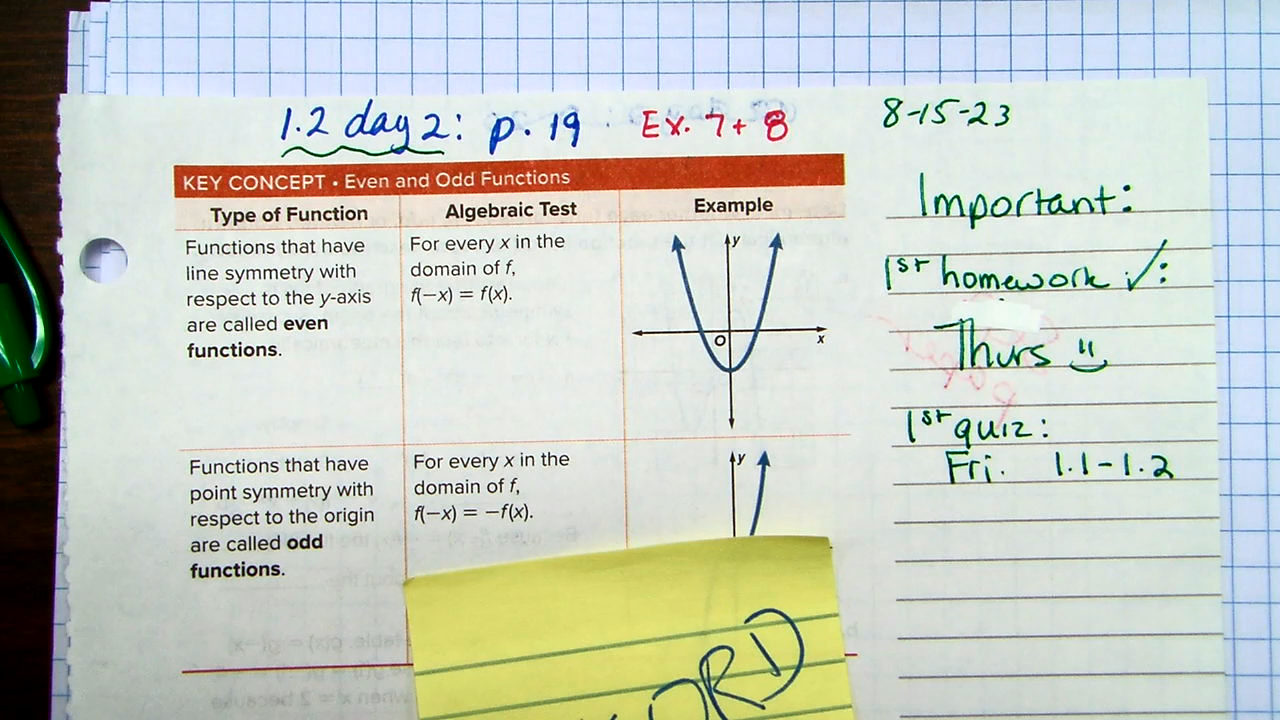 1.2 day 2: p. 19 Ex. 7 + 8
8-15-23
KEY CONCEPT • Even and Odd Functions
Type of Function
Algebraic Test
Example
Functions that have
line symmetry with
respect to the y-axis
are called even
functions.
For every x in the
domain of f,
f(−x) = f(x).
y
O
x
Functions that have
point symmetry with
respect to the origin
are called odd
functions.
For every x in the
domain of f,
f(−x) = −f(x).
y
Important:
1st homework ✓:
Thurs
1st quiz:
Fri. 1.1-1.2